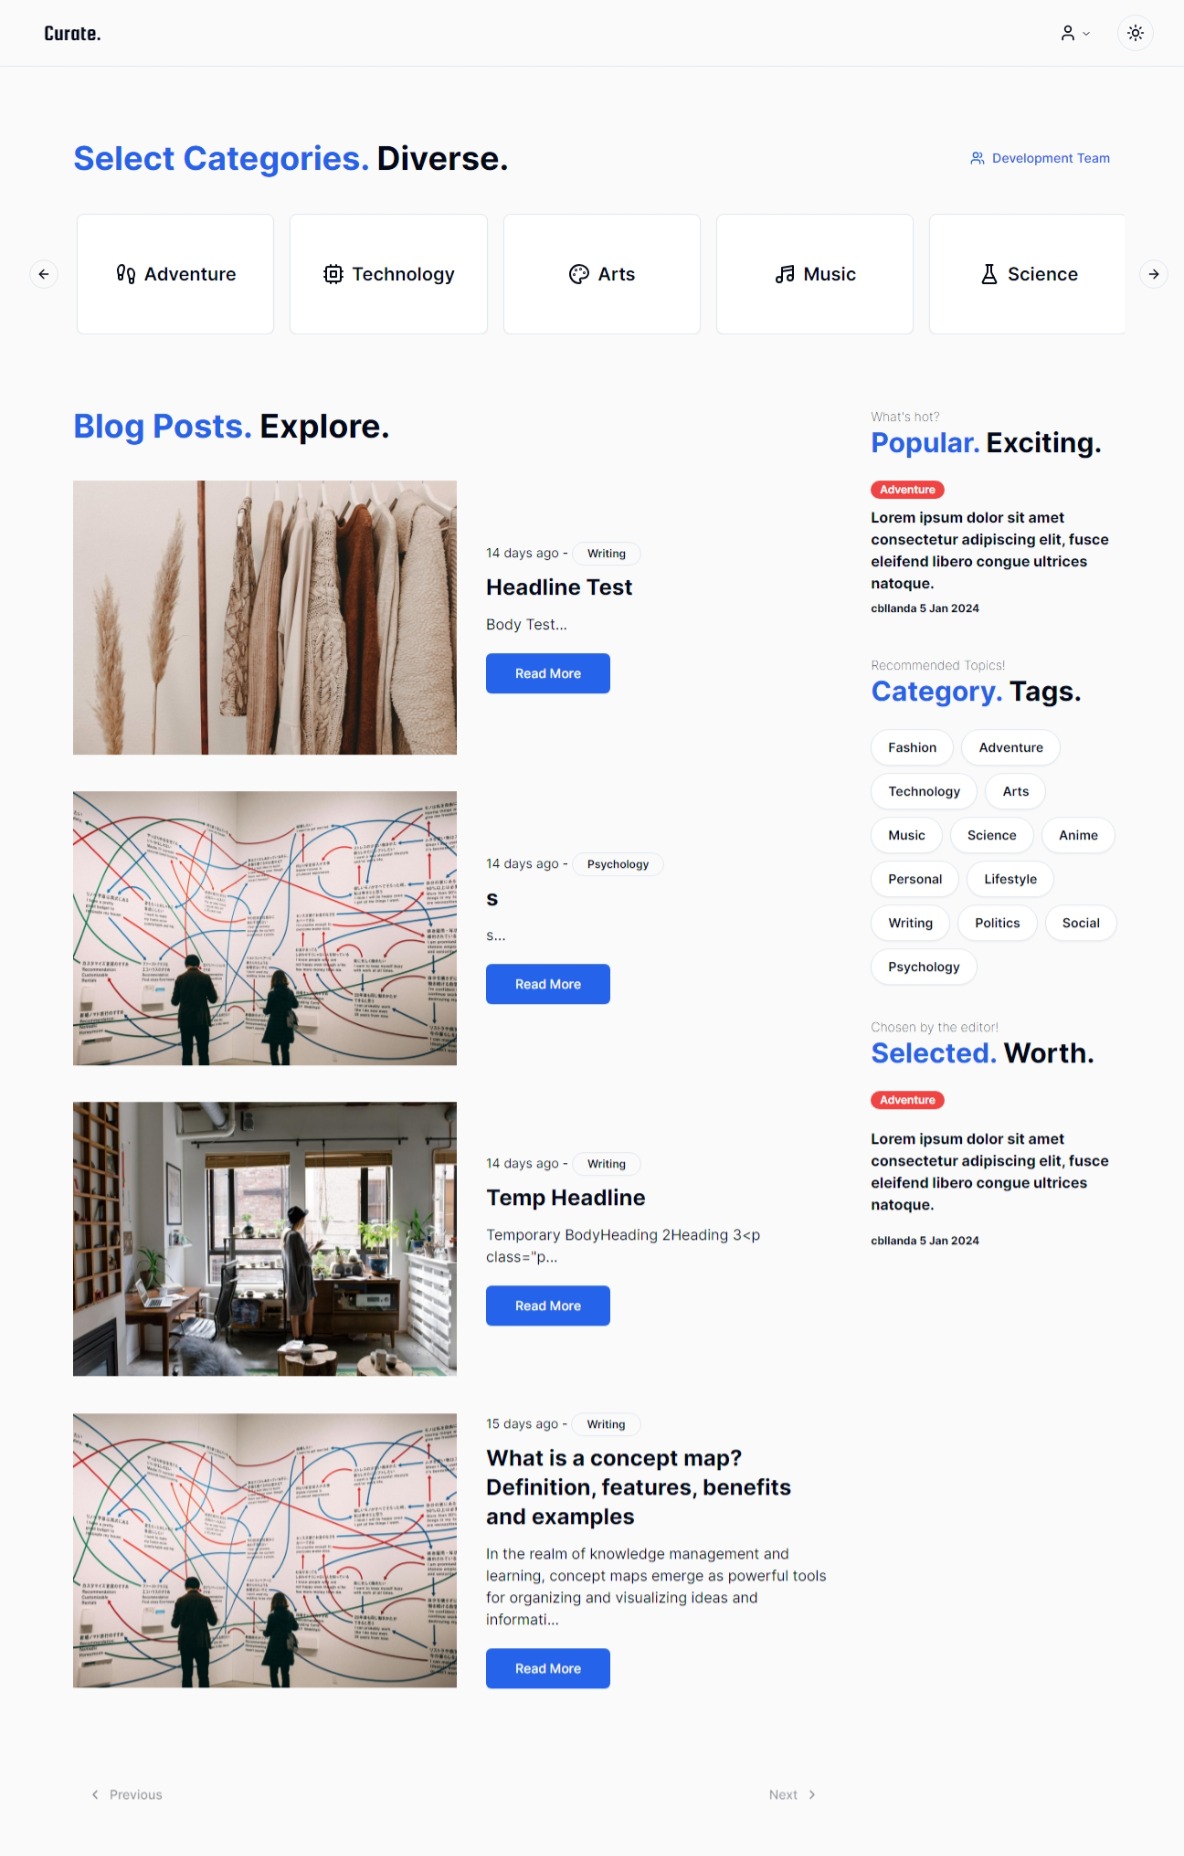 Curate.
Select Categories. Diverse.
Development Team
Adventure
Technology
Arts
Music
Science
Blog Posts. Explore.
14 days ago - Writing
Headline Test
Body Test...
Read More
14 days ago - Psychology
s
s...
Read More
14 days ago - Writing
Temp Headline
Temporary BodyHeading 2Heading 3<p
class="p...
Read More
15 days ago - Writing
What is a concept map?
Definition, features, benefits
and examples
In the realm of knowledge management and
learning, concept maps emerge as powerful tools
for organizing and visualizing ideas and
informati...
Read More
Previous
Next
What's hot?
Popular. Exciting.
Adventure
Lorem ipsum dolor sit amet
consectetur adipiscing elit, fusce
eleifend libero congue ultrices
natoque.
cbllanda 5 Jan 2024
Recommended Topics!
Category. Tags.
Fashion
Adventure
Technology
Arts
Music
Science
Anime
Personal
Lifestyle
Writing
Politics
Social
Psychology
Chosen by the editor!
Selected. Worth.
Adventure
Lorem ipsum dolor sit amet
consectetur adipiscing elit, fusce
eleifend libero congue ultrices
natoque.
cbllanda 5 Jan 2024